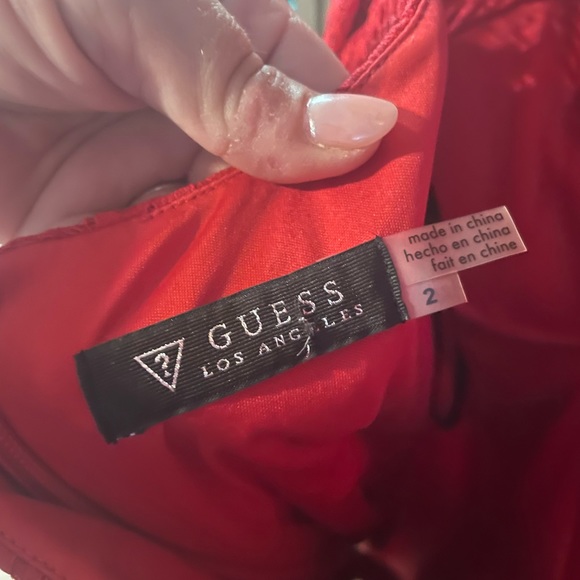 ?
GUESS
LOS ANGELES
made in china
hecho en china
fait en chine
2